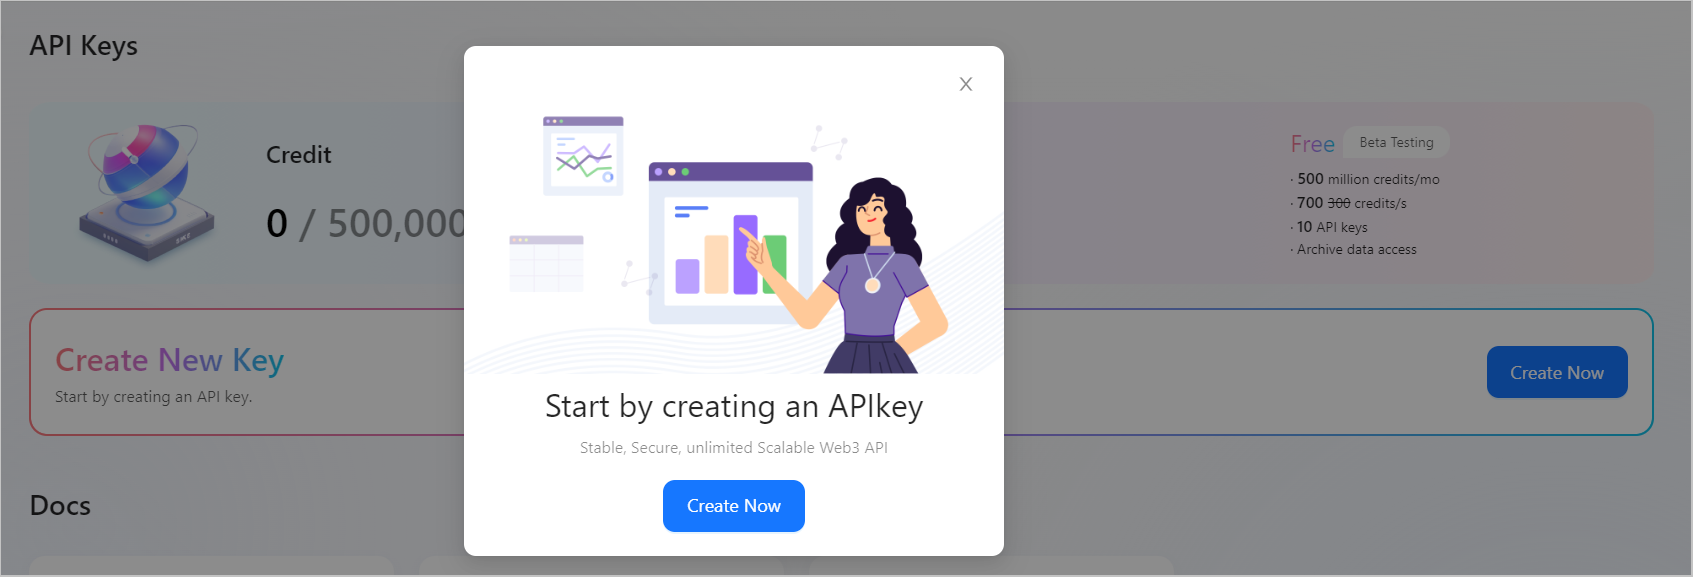 API Keys
Credit
0 / 500,000
Free
Beta Testing
· 500 million credits/mo
· 700 300 credits/s
· 10 API keys
· Archive data access
Create New Key
Start by creating an API key.
Create Now
Docs
X
Start by creating an APIkey
Stable, Secure, unlimited Scalable Web3 API
Create Now